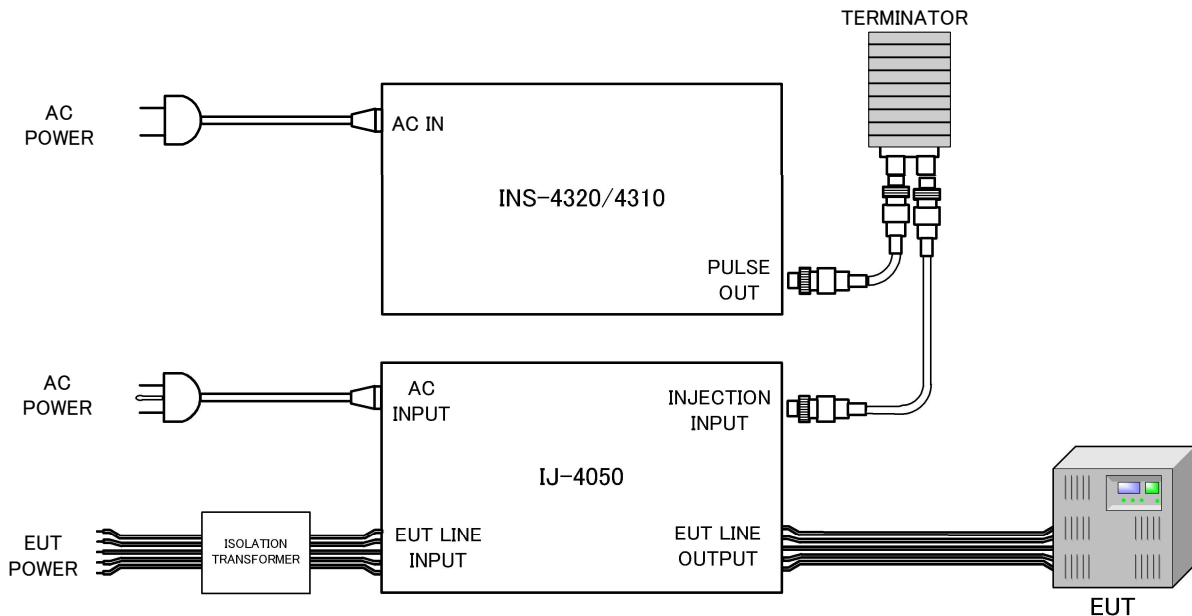 TERMINATOR
AC
POWER
AC IN
INS-4320/4310
PULSE
OUT
AC
POWER
AC
INPUT
INJECTION
INPUT
IJ-4050
EUT
POWER
ISOLATION
TRANSFORMER
EUT LINE
INPUT
EUT LINE
OUTPUT
EUT